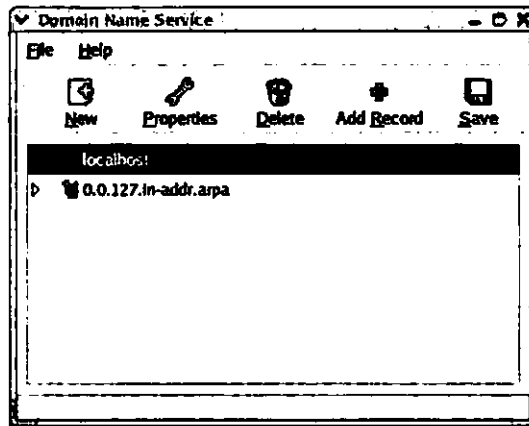 Domain Name Service
File Help
New Properties Delete Add Record Save
localhost
0.0.127.in-addr.arpa